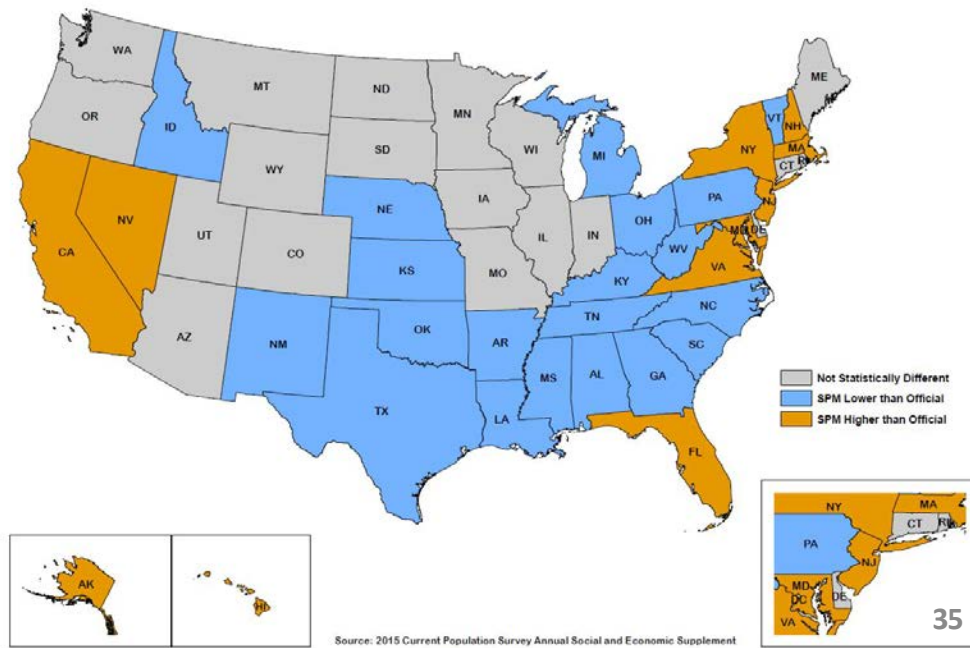 WA
MT
ND
MN
ME
OR
ID
SD
WI
MI
VT
NH
NY
MA
CT
WY
IA
NE
PA
NJ
NV
UT
CO
IL
IN
OH
MD
DE
CA
KS
MO
WV
VA
KY
AZ
NM
OK
AR
TN
NC
SC
MS
AL
GA
TX
LA
FL
Not Statistically Different
SPM Lower than Official
SPM Higher than Official
AK
HI
NY
MA
CT
RI
PA
NJ
MD
DC
DE
VA
35
Source: 2015 Current Population Survey Annual Social and Economic Supplement